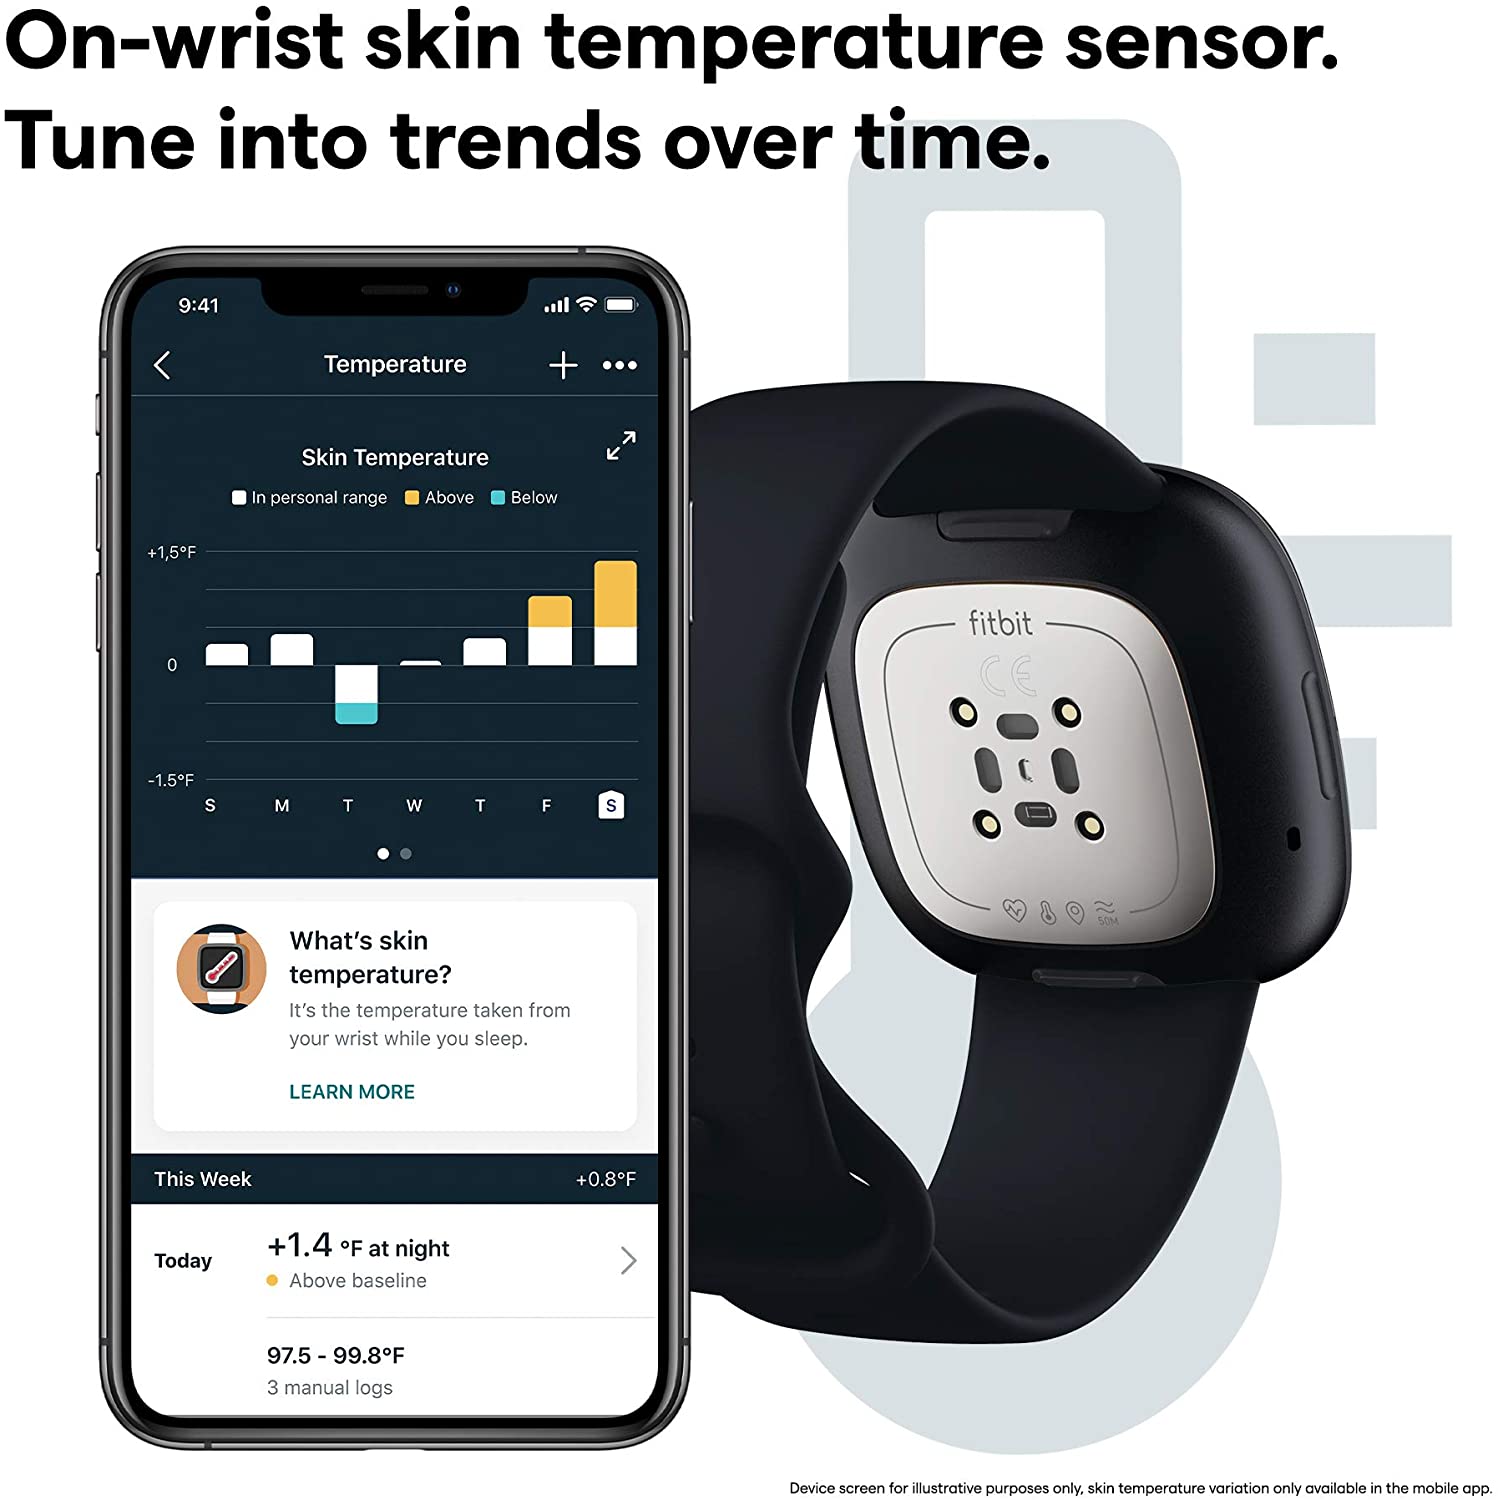 On-wrist skin temperature sensor.
Tune into trends over time.
9:41
Temperature
Skin Temperature
In personal range Above Below
+1,5°F
0
-1.5°F
S M T W T F S
What's skin
temperature?
It's the temperature taken from
your wrist while you sleep.
LEARN MORE
This Week +0.8°F
Today
+1.4 °F at night
Above baseline
97.5 - 99.8°F
3 manual logs
fitbit
CE
50M
Device screen for illustrative purposes only, skin temperature variation only available in the mobile app.